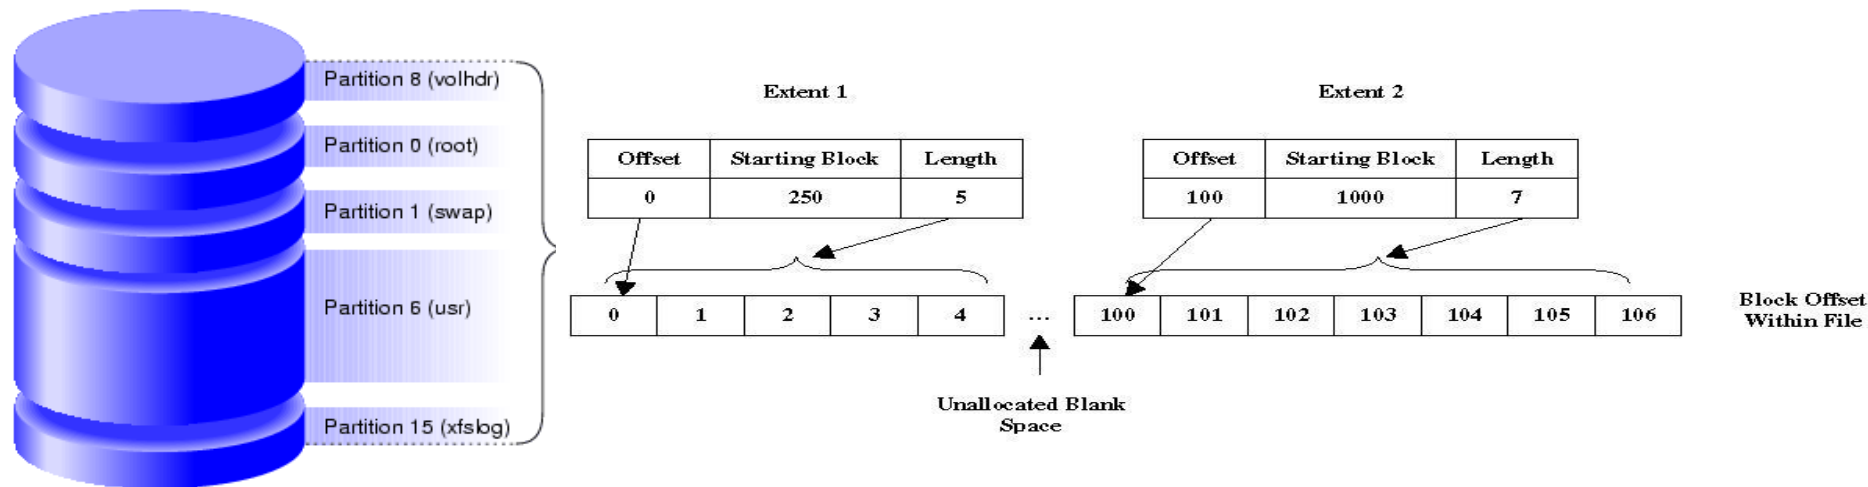 Partition 8 (volhdr)
Partition 0 (root)
Partition 1 (swap)
Partition 6 (usr)
Partition 15 (xfslog)
Extent 1
Offset Starting Block Length
0 250 5
Extent 2
Offset Starting Block Length
100 1000 7
0 1 2 3 4 ... 100 101 102 103 104 105 106
Block Offset
Within File
Unallocated Blank
Space